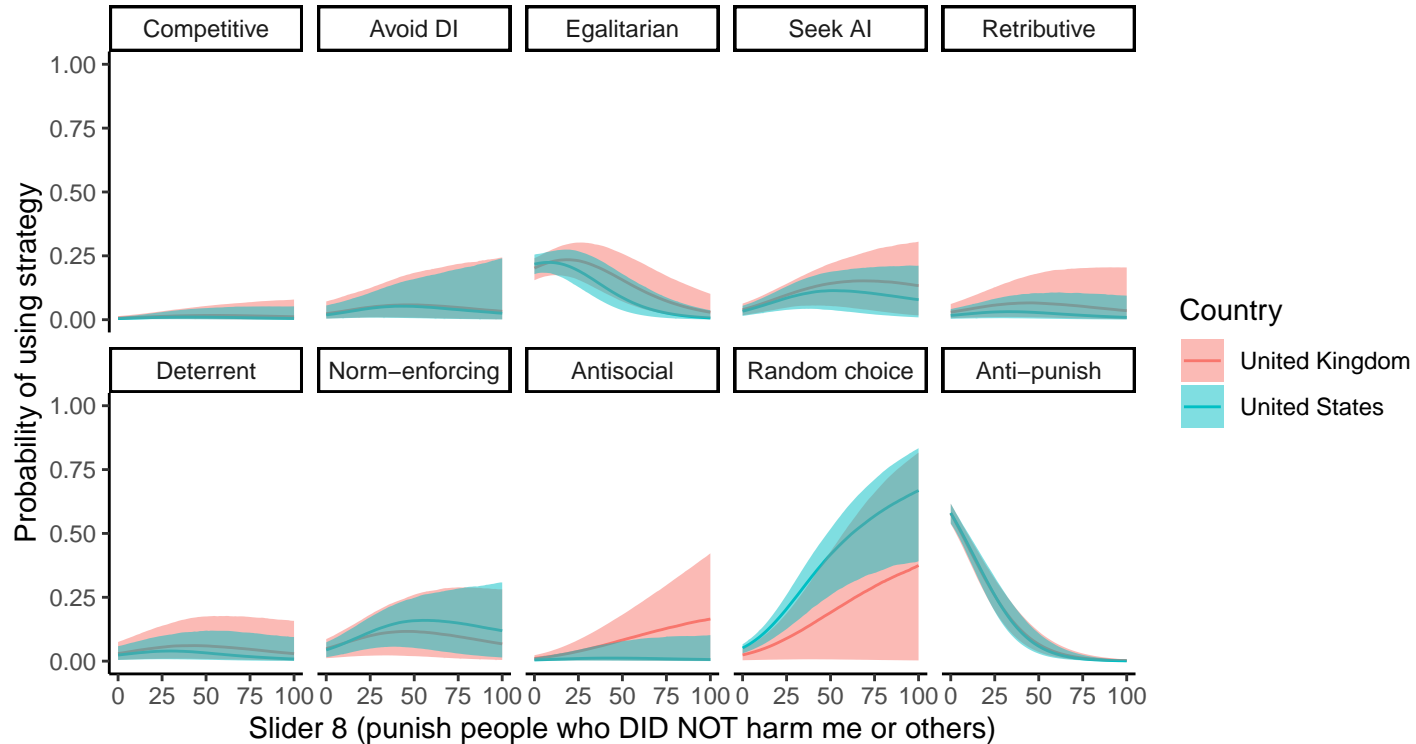 Competitive Avoid DI Egalitarian Seek AI Retributive
1.00
0.75
0.50
0.25
0.00
Deterrent Norm−enforcing Antisocial Random choice Anti−punish
1.00
0.75
0.50
0.25
0.00
0 25 50 75 100 0 25 50 75 100 0 25 50 75 100 0 25 50 75 100 0 25 50 75 100
Slider 8 (punish people who DID NOT harm me or others)
Probability of using strategy
Country
United Kingdom
United States